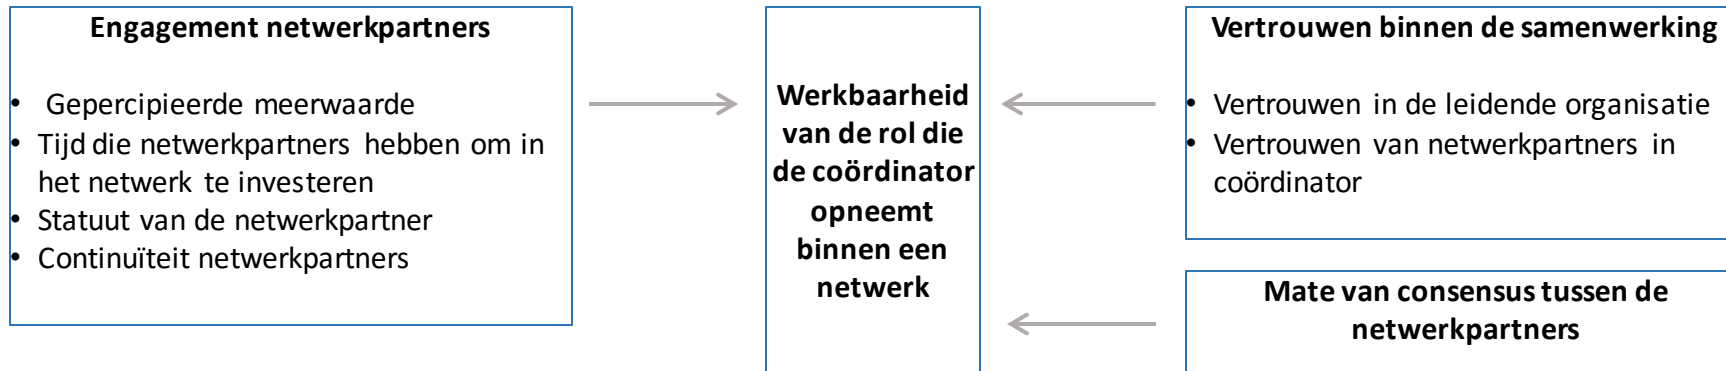 Engagement netwerkpartners
• Gepercipieerde meerwaarde
• Tijd die netwerkpartners hebben om in
het netwerk te investeren
• Statuut van de netwerkpartner
• Continuïteit netwerkpartners
Werkbaarheid
van de rol die
de coördinator
opneemt
binnen een
netwerk
Vertrouwen binnen de samenwerking
• Vertrouwen in de leidende organisatie
• Vertrouwen van netwerkpartners in
coördinator
Mate van consensus tussen de
netwerkpartners